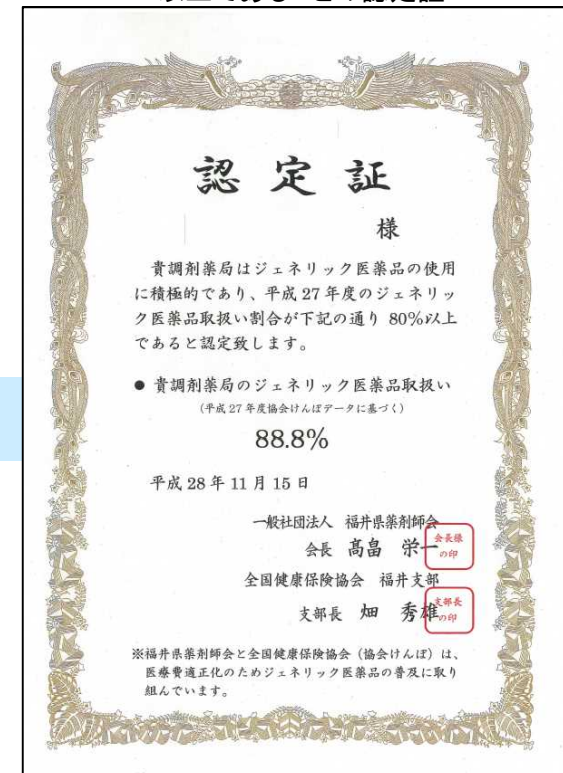 認定証
様
貴調剤薬局はジェネリック医薬品の使用
に積極的であり、平成27年度のジェネリッ
ク医薬品取扱い割合が下記の通り 80%以上
であると認定致します。
● 貴調剤薬局のジェネリック医薬品取扱い
(平成27年度協会けんぽデータに基づく)
88.8%
平成28年11月15日
一般社団法人 福井県薬剤師会
会長 髙畠 栄一
会長様
の印
全国健康保険協会 福井支部
支部長 畑 秀雄
支部長
の印
※福井県薬剤師会と全国健康保険協会(協会けんぽ)は、
医療費適正化のためジェネリック医薬品の普及に取り
組んでいます。